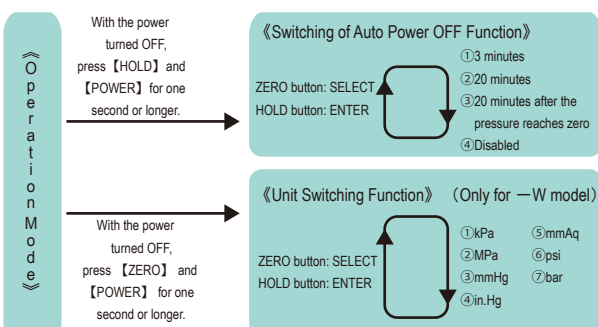 《Operation Mode》
With the power
turned OFF,
press【HOLD】and
【POWER】for one
second or longer.
《Switching of Auto Power OFF Function》
ZERO button: SELECT
HOLD button: ENTER
①3 minutes
②20 minutes
③20 minutes after the
pressure reaches zero
④Disabled
With the power
turned OFF,
press 【ZERO】 and
【POWER】for one
second or longer.
《Unit Switching Function》 (Only for －W model)
ZERO button: SELECT
HOLD button: ENTER
①kPa
②MPa
③mmHg
④in.Hg
⑤mmAq
⑥psi
⑦bar